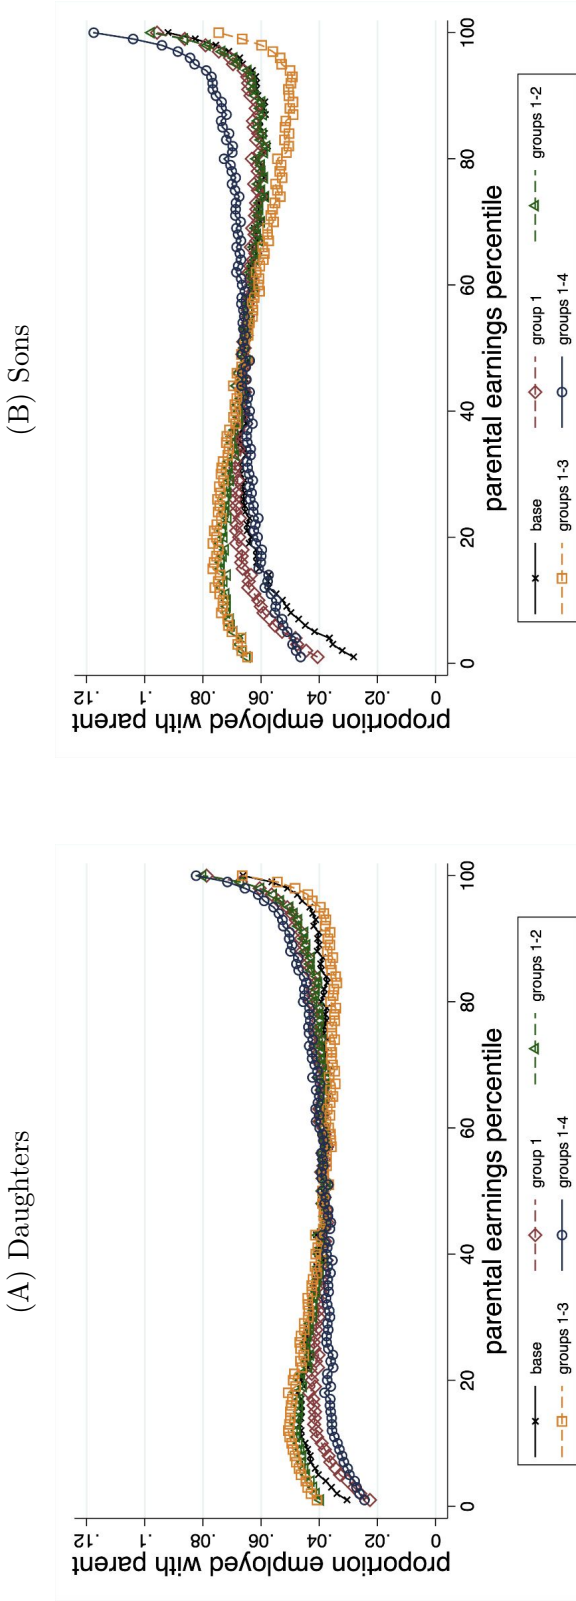 (A) Daughters
proportion employed with parent
.12
.1
.08
.06
.04
.02
0
0 20 40 60 80 100
parental earnings percentile
base group 1 groups 1-2
groups 1-3 groups 1-4
(B) Sons
proportion employed with parent
.12
.1
.08
.06
.04
.02
0
0 20 40 60 80 100
parental earnings percentile
base group 1 groups 1-2
groups 1-3 groups 1-4